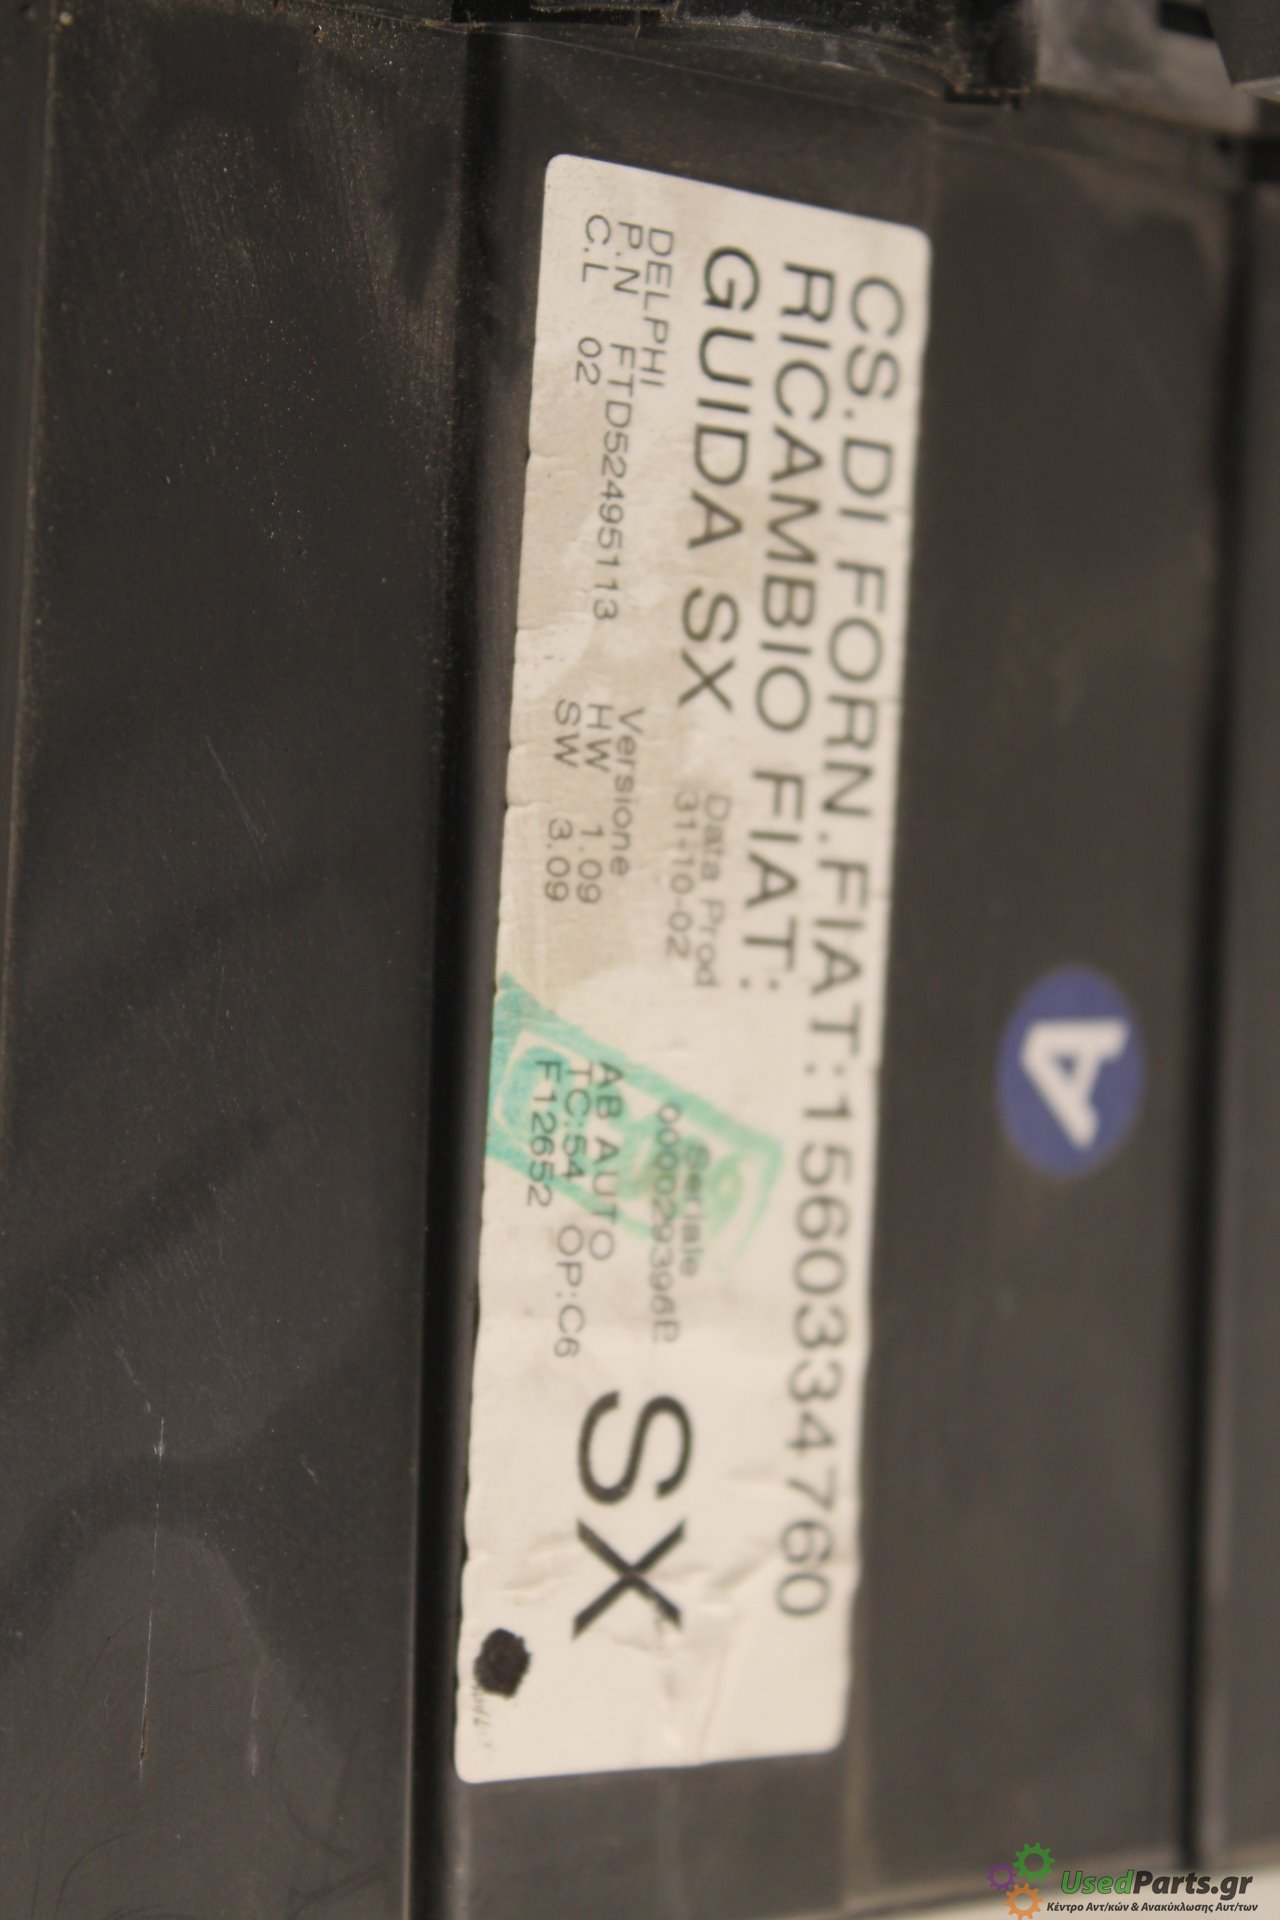 CS.DI FORN.FIAT:1560334760
RICAMBIO FIAT:
GUIDA SX
Data Prod
31-10-02
Seriale
DELPHI
P.N FTD52495113
C.L 02
Versione
HW 1.09
SW 3.09
AB AUTO
TC:54 OP:C6
F12652
SX
A
UsedParts.gr
Κέντρο Αντ/κών & Ανακύκλωσης Αυτ/των